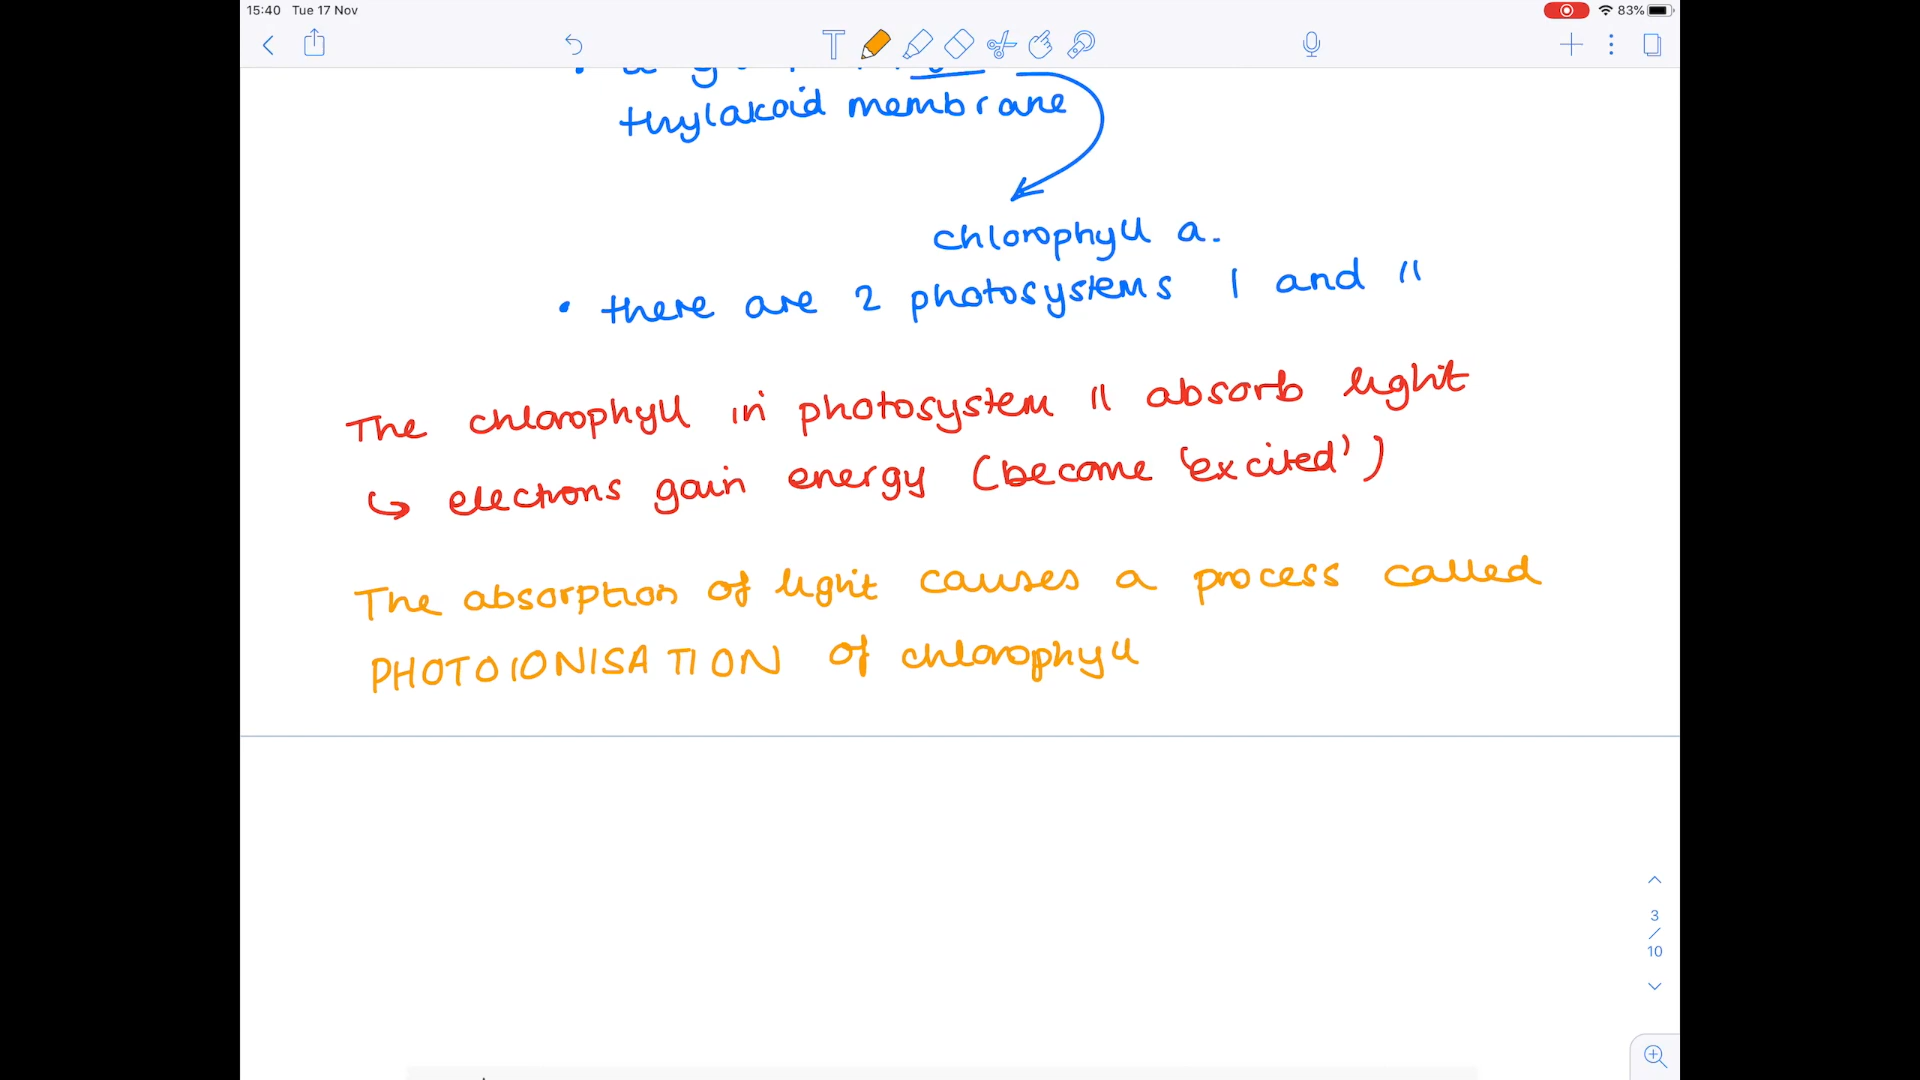 15:40 Tue 17 Nov
83%
thylakoid membrane
chlorophyll a.
• there are 2 photosystems I and II
The chlorophyll in photosystem II absorb light
↳ electrons gain energy (become 'excited')
The absorption of light causes a process called
PHOTOIONISATION of chlorophyll
3
/
10